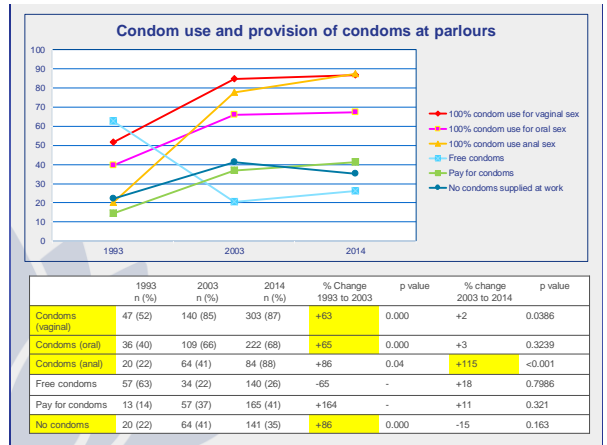 Condom use and provision of condoms at parlours
100
90
80
70
60
50
40
30
20
10
0
1993 2003 2014
100% condom use for vaginal sex
100% condom use for oral sex
100% condom use anal sex
Free condoms
Pay for condoms
No condoms supplied at work
1993 2003 2014 % Change p value % change p value
n (%) n (%) n (%) 1993 to 2003 2003 to 2014
Condoms 47 (52) 140 (85) 303 (87) +63 0.000 +2 0.0386
(vaginal)
Condoms (oral) 36 (40) 109 (66) 222 (68) +65 0.000 +3 0.3239
Condoms (anal) 20 (22) 64 (41) 84 (88) +86 0.04 +115 <0.001
Free condoms 57 (63) 34 (22) 140 (26) -65 - +18 0.7986
Pay for condoms 13 (14) 57 (37) 165 (41) +164 - +11 0.321
No condoms 20 (22) 64 (41) 141 (35) +86 0.000 -15 0.163